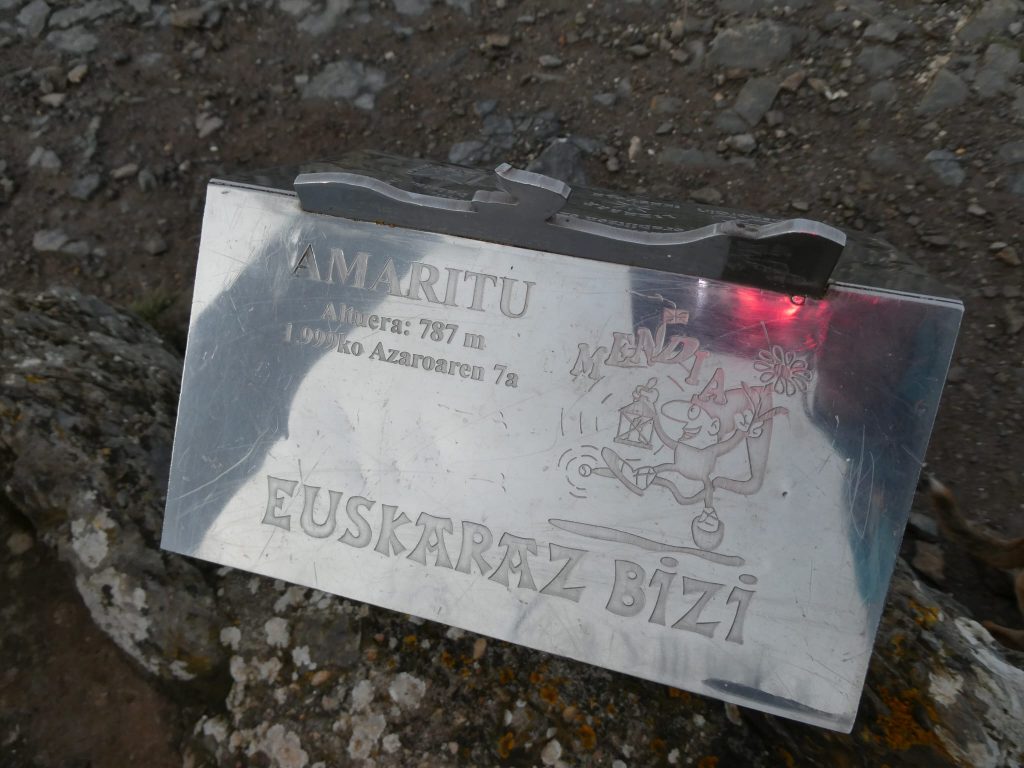 AMARITU
Altuera: 787 m
1.999ko Azaroaren 7a
MENDIA
EUSKARAZ BIZI